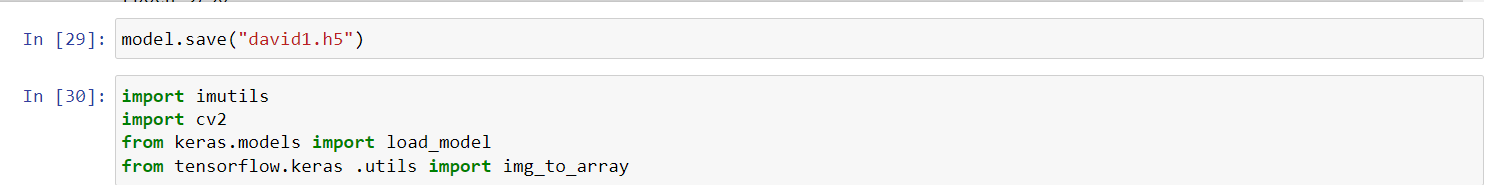 In [29]: model.save("david1.h5")
In [30]: import imutils
import cv2
from keras.models import load_model
from tensorflow.keras .utils import img_to_array